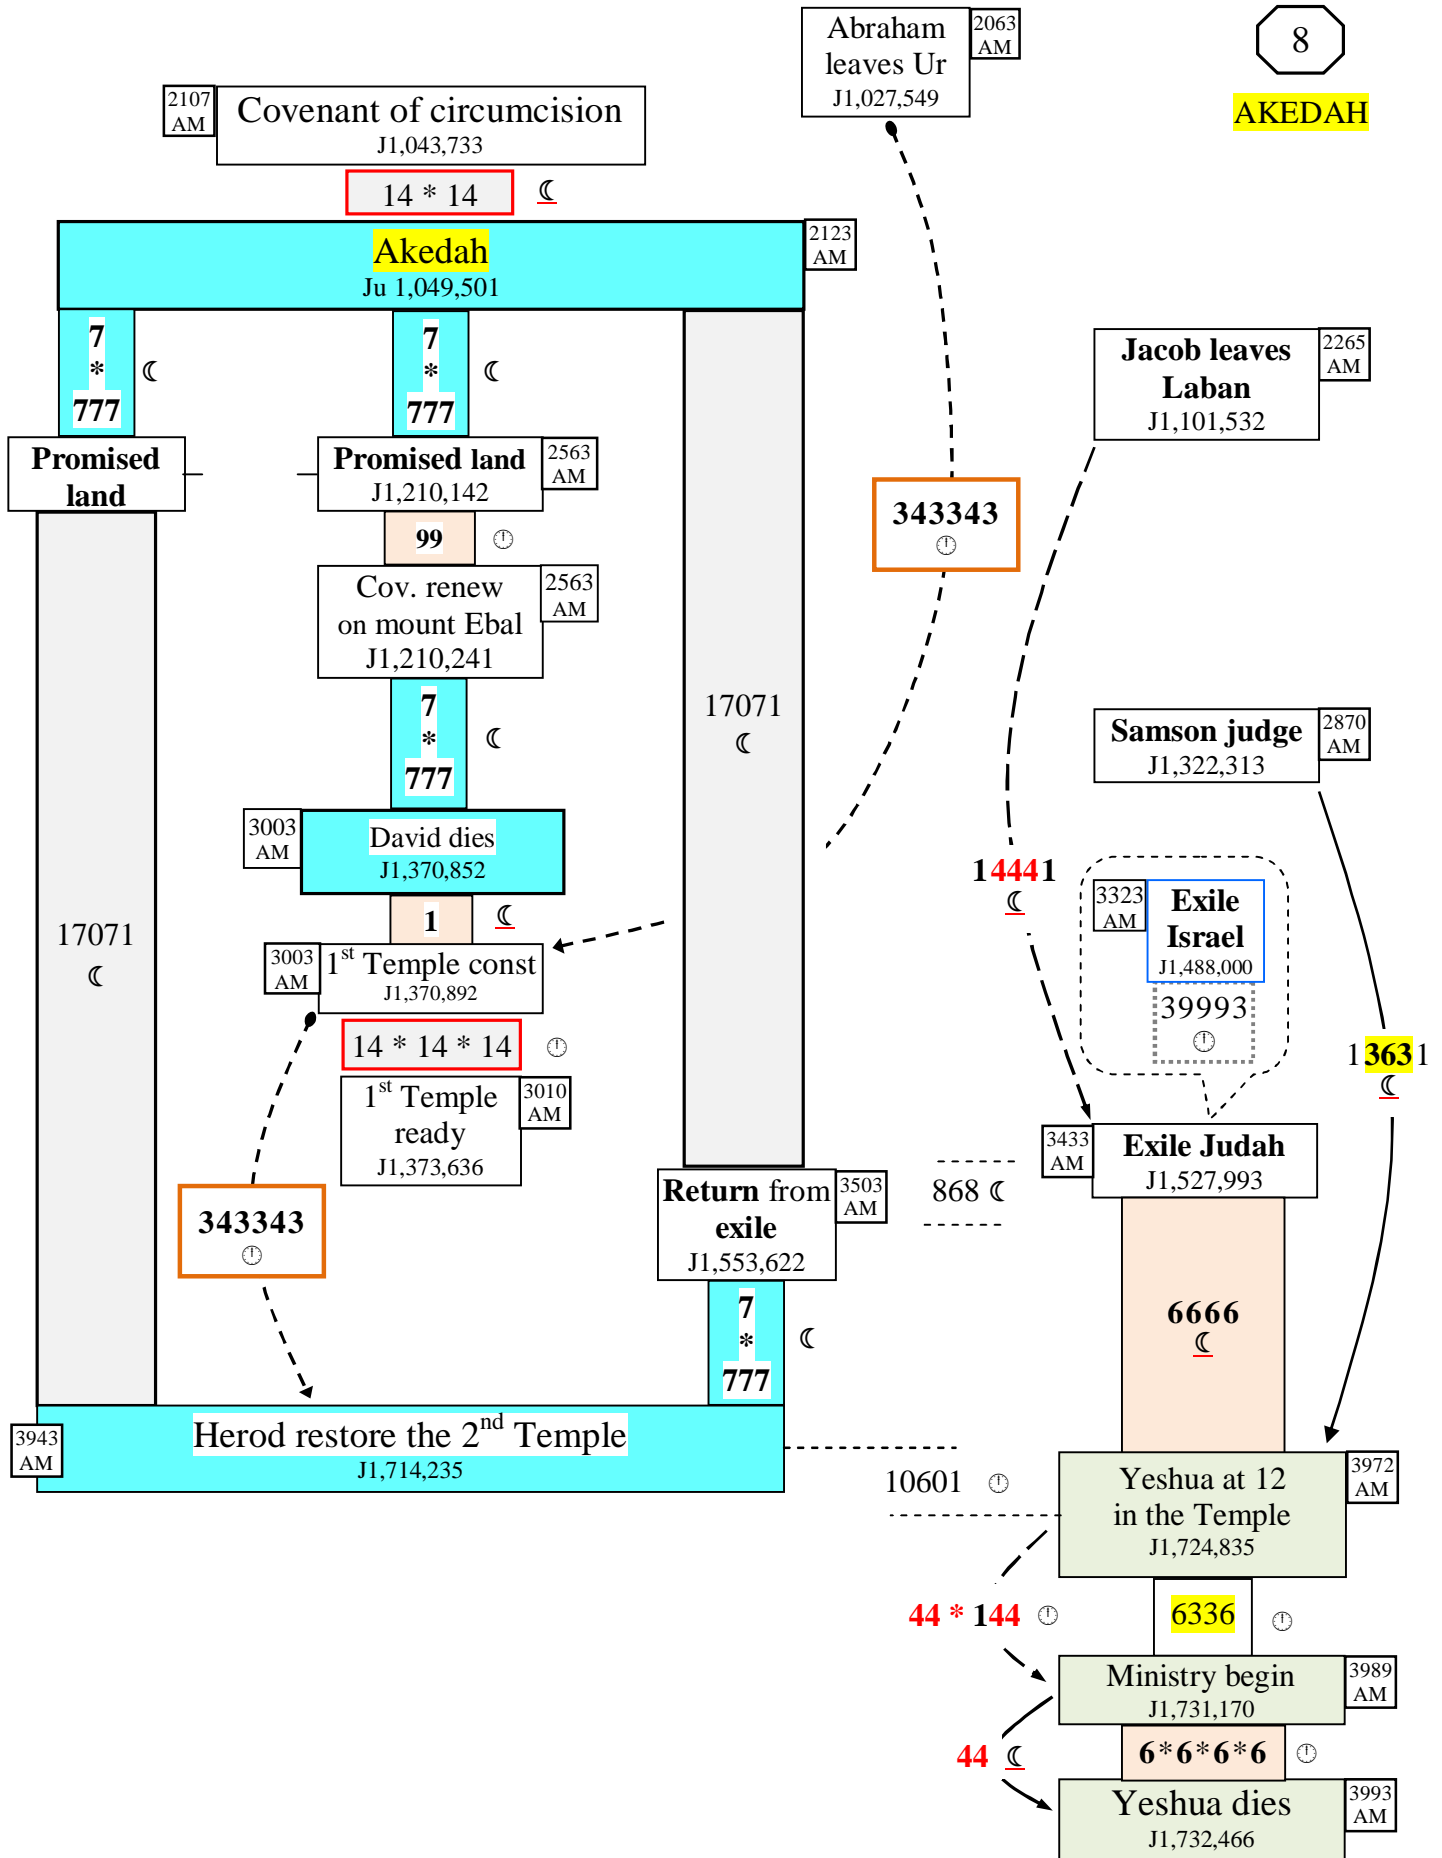 Abraham
leaves Ur
J1,027,549
2063
AM
8
AKEDAH
2107
AM
Covenant of circumcision
J1,043,733
14 * 14 ☾
Akedah
Ju 1,049,501
2123
AM
7
*
777
☾
7
*
777
☾
Promised
land
Promised land
J1,210,142
2563
AM
99
Cov. renew
on mount Ebal
J1,210,241
2563
AM
7
*
777
☾
3003
AM
David dies
J1,370,852
1 ☾
3003
AM
1st Temple const
J1,370,892
14 * 14 * 14
1st Temple
ready
J1,373,636
3010
AM
343343
17071
☾
17071
☾
343343
Jacob leaves
Laban
J1,101,532
2265
AM
Samson judge
J1,322,313
2870
AM
14441
☾
3323
AM
Exile
Israel
J1,488,000
39993
13631
☾
3433
AM
Exile Judah
J1,527,993
868 ☾
Return from
exile
J1,553,622
3503
AM
7
*
777
☾
6666
☾
3943
AM
Herod restore the 2nd Temple
J1,714,235
10601
Yeshua at 12
in the Temple
J1,724,835
3972
AM
44 * 144
6336
Ministry begin
J1,731,170
3989
AM
44 ☾
6*6*6*6
Yeshua dies
J1,732,466
3993
AM